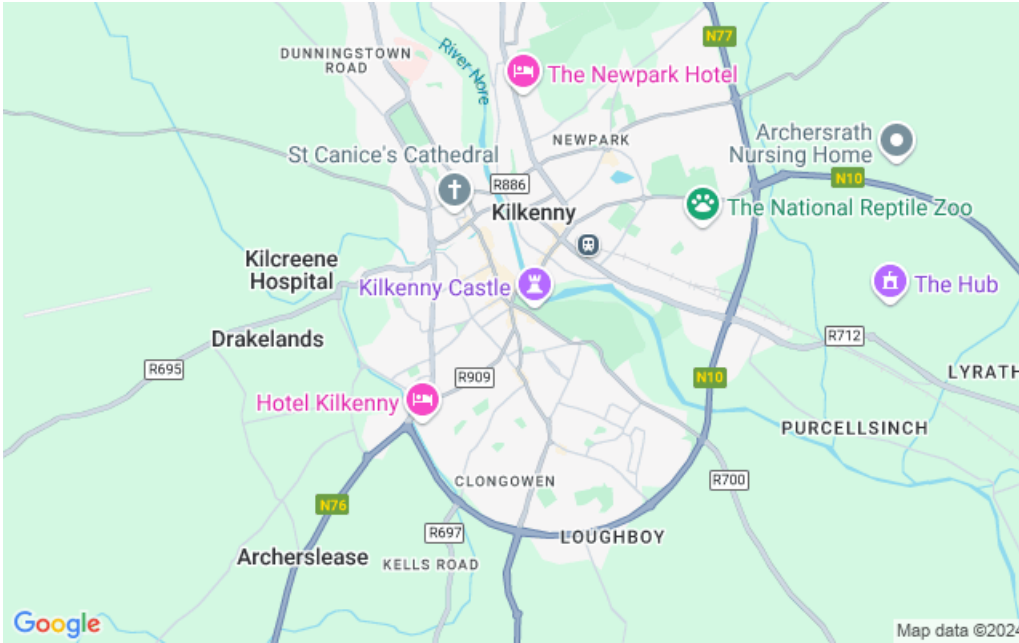 N77
DUNNINGSTOWN
ROAD
River Nore
The Newpark Hotel
NEWPARK
Archersrath
Nursing Home
St Canice's Cathedral
R886
N10
Kilkenny
The National Reptile Zoo
Kilcreene
Hospital
Kilkenny Castle
The Hub
Drakelands
R712
R695
R909
N10
LYRATH
Hotel Kilkenny
PURCELLSINCH
CLONGOWEN
R700
N76
R697
LOUGHBOY
Archerslease
KELLS ROAD
Google
Map data ©2024